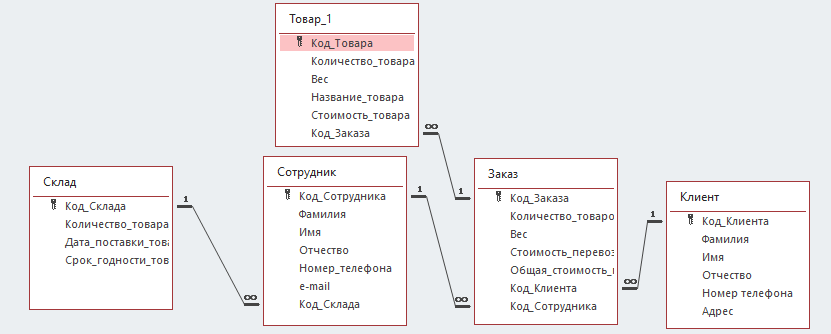 Товар_1
Код_Товара
Количество_товара
Вес
Название_товара
Стоимость_товара
Код_Заказа
∞
1
Склад
Код_Склада
Количество_товара
Дата_поставки_това
Срок_годности_тов
1
∞
Сотрудник
Код_Сотрудника
Фамилия
Имя
Отчество
Номер_телефона
e-mail
Код_Склада
1
∞
Заказ
Код_Заказа
Количество_товаро
Вес
Стоимость_перевоз
Общая_стоимость_
Код_Клиента
Код_Сотрудника
∞
1
Клиент
Код_Клиента
Фамилия
Имя
Отчество
Номер телефона
Адрес